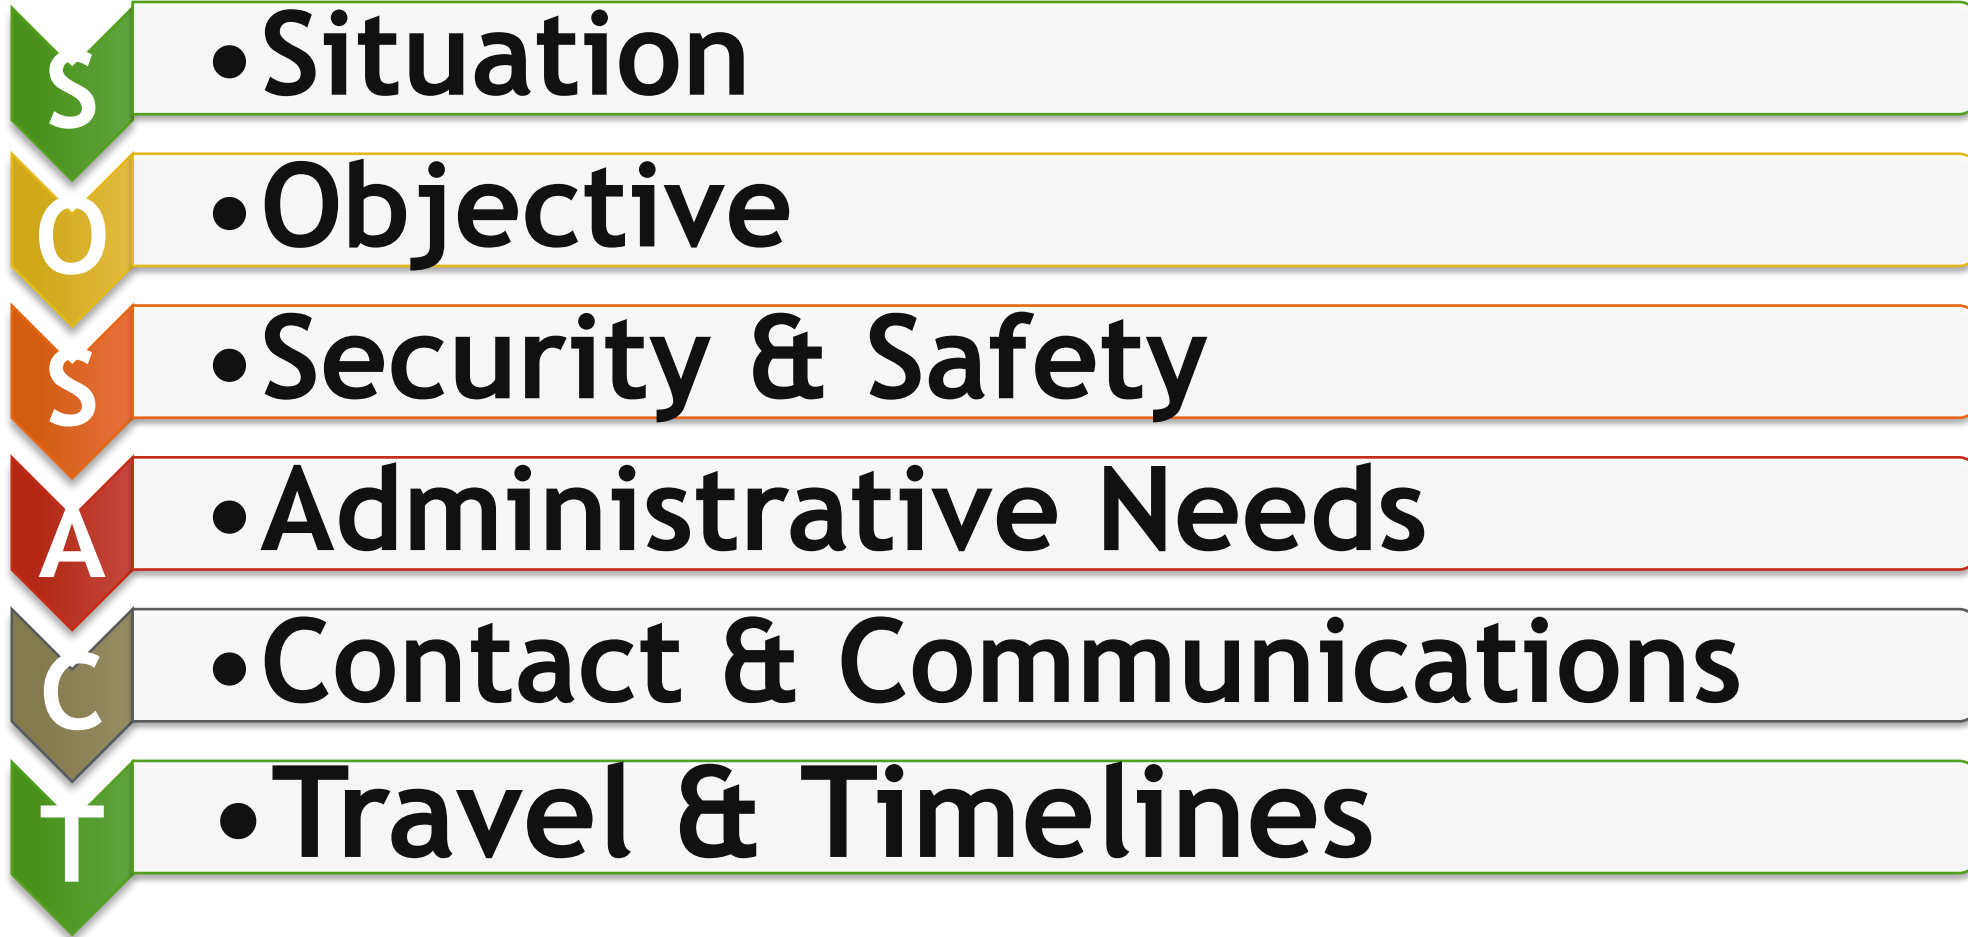 S
•Situation
O
•Objective
S
•Security & Safety
A
•Administrative Needs
C
•Contact & Communications
T
•Travel & Timelines